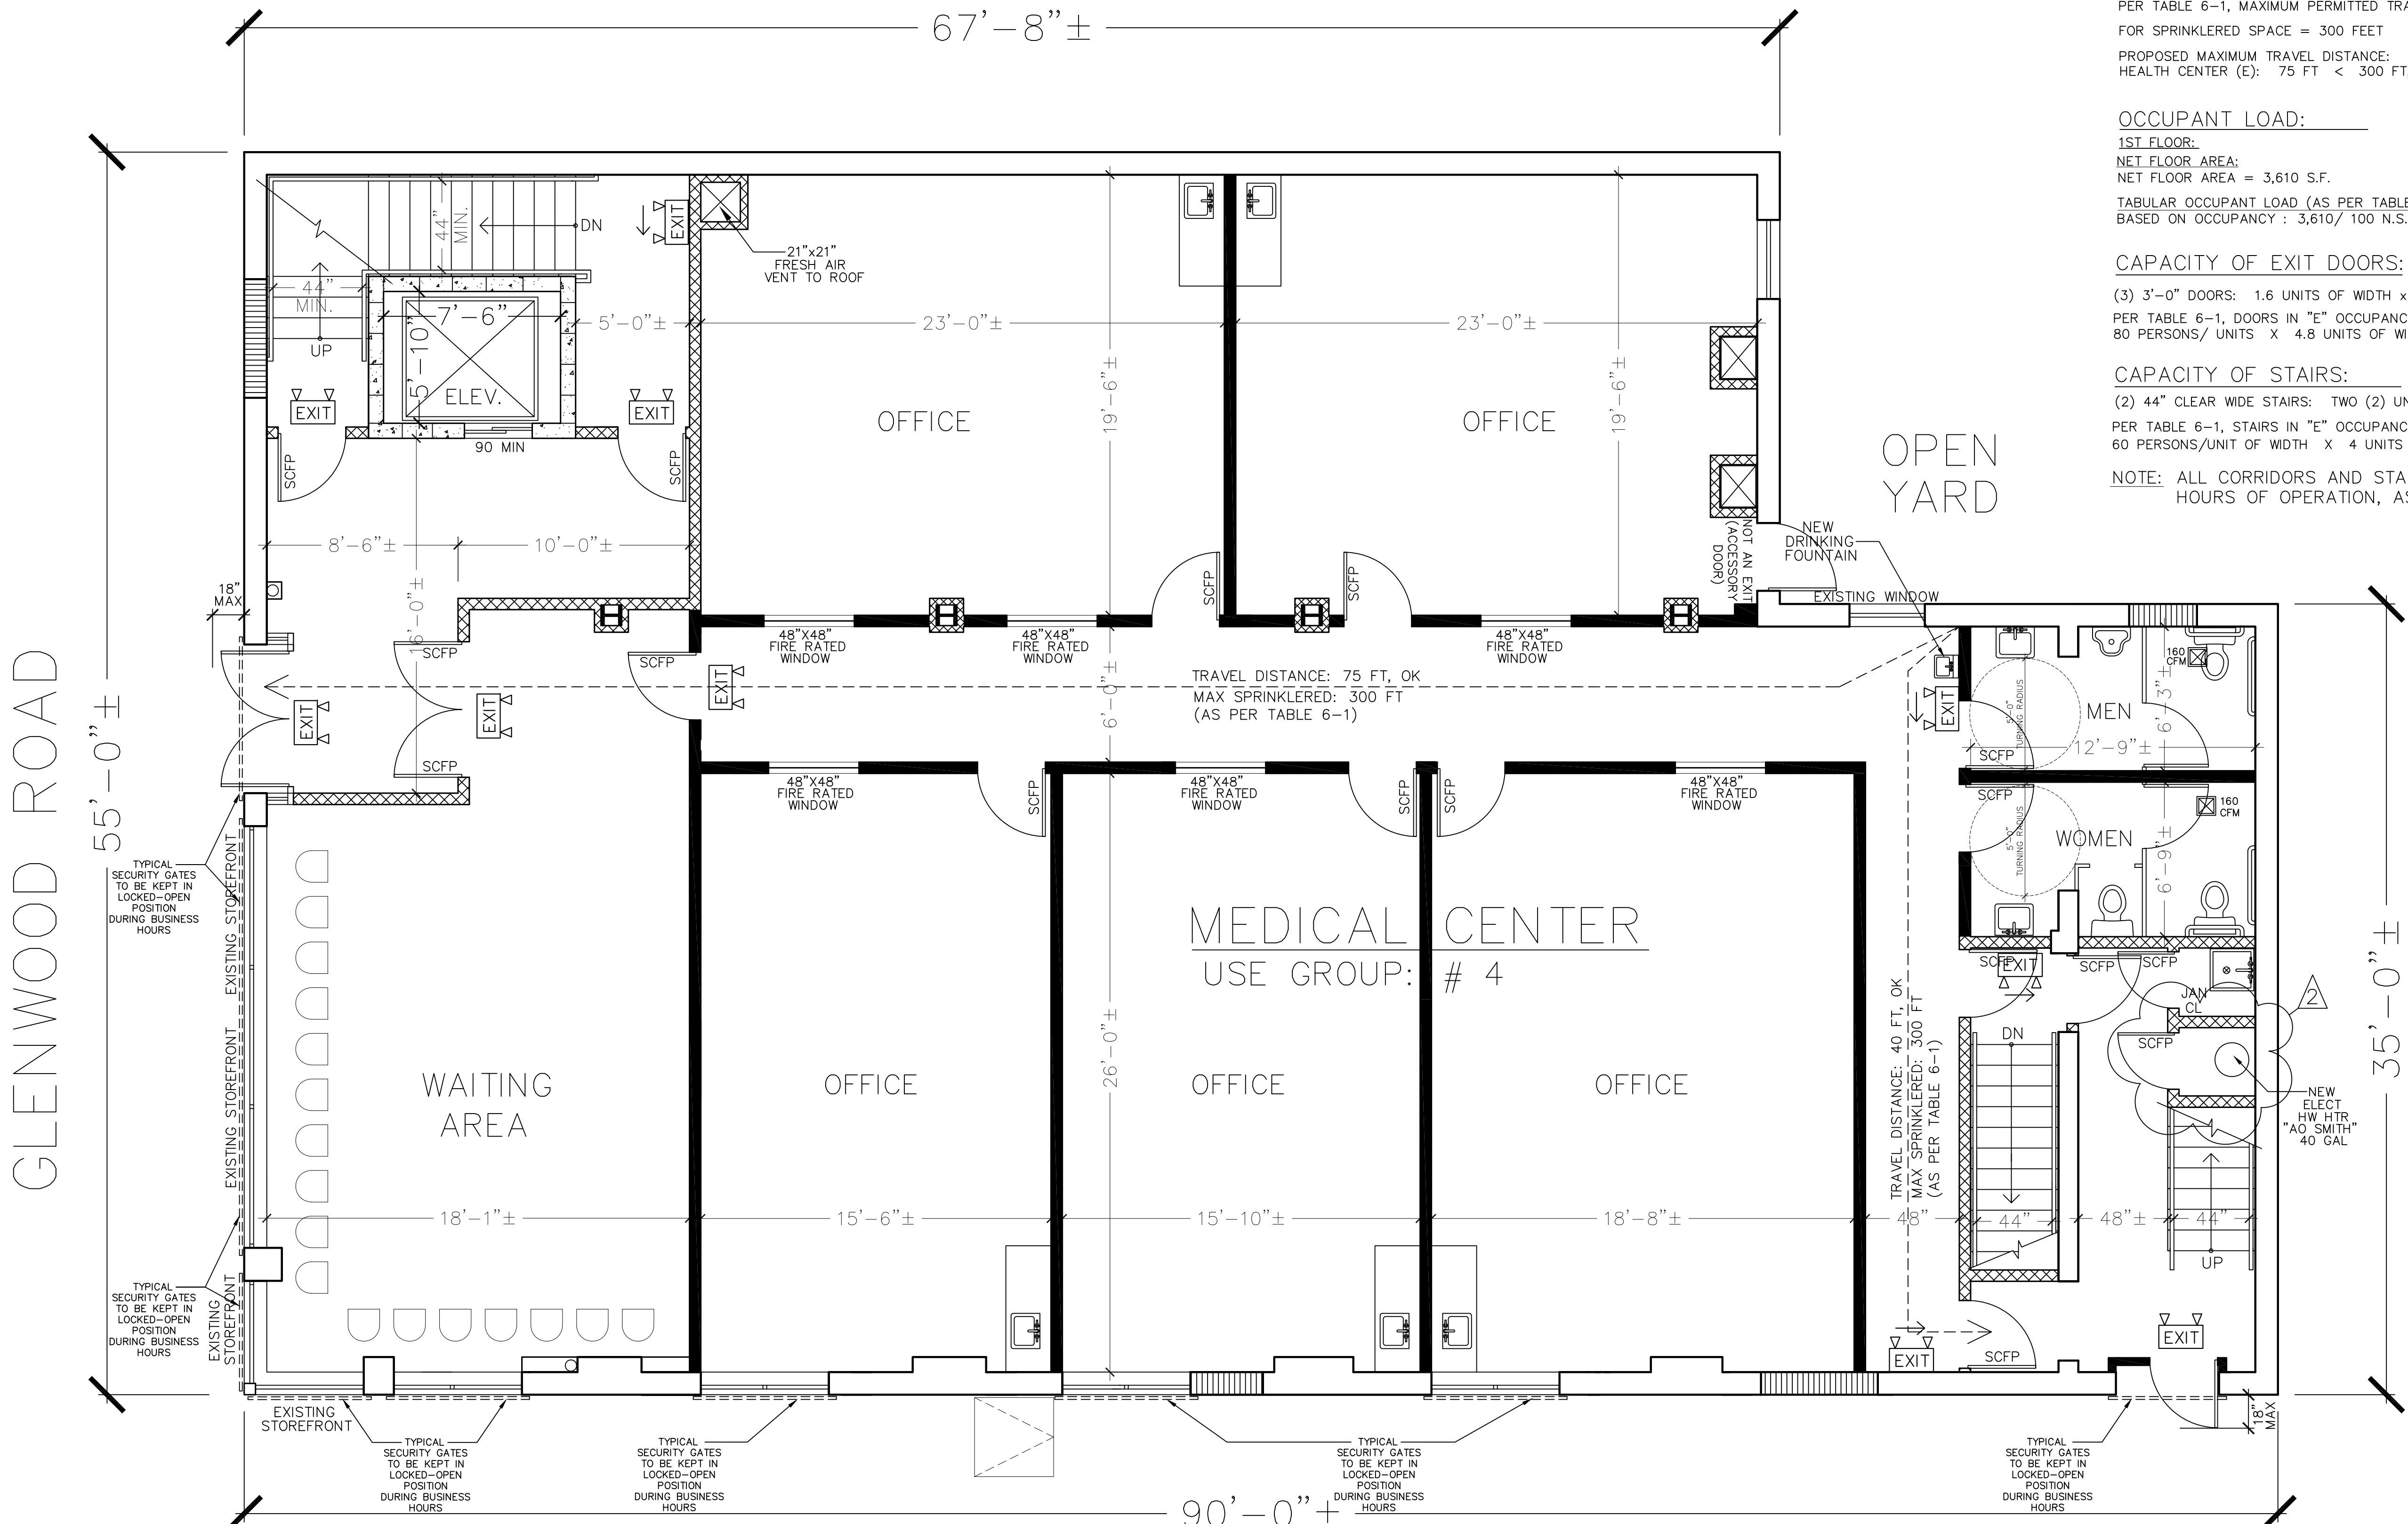 67'-8"±
PER TABLE 6-1, MAXIMUM PERMITTED
FOR SPRINKLERED SPACE = 300 FEET
PROPOSED MAXIMUM TRAVEL DISTANCE:
HEALTH CENTER (E): 75 FT < 300 FT
OCCUPANT LOAD:
1ST FLOOR:
NET FLOOR AREA:
NET FLOOR AREA = 3,610 S.F.
TABULAR OCCUPANT LOAD (AS PER TABLE
BASED ON OCCUPANCY : 3,610/ 100 N.S.
CAPACITY OF EXIT DOORS:
(3) 3'-0" DOORS: 1.6 UNITS OF WIDTH x
PER TABLE 6-1, DOORS IN "E"
80 PERSONS/ UNITS X 4.8 UNITS OF
CAPACITY OF STAIRS:
(2) 44" CLEAR WIDE STAIRS: TWO (2)
PER TABLE 6-1, STAIRS IN "E"
60 PERSONS/UNIT OF WIDTH X 4 UNITS
NOTE: ALL CORRIDORS AND
HOURS OF OPERATION,
44"
MIN.
DN
EXIT
21"x21"
FRESH AIR
VENT TO ROOF
44"
MIN.
UP
7'-6"
5'-10"
ELEV.
5'-0"±
23'-0"±
23'-0"±
19'-6"±
19'-6"±
EXIT
EXIT
90 MIN
SCFP
SCFP
OFFICE
OFFICE
OPEN
YARD
8'-6"±
10'-0"±
16'-0"±
18"
MAX
SCFP
SCFP
NOT AN EXIT
(ACCESSORY
DOOR)
NEW
DRINKING
FOUNTAIN
EXISTING WINDOW
48"X48"
FIRE RATED
WINDOW
48"X48"
FIRE RATED
WINDOW
48"X48"
FIRE RATED
WINDOW
SCFP
SCFP
SCFP
EXIT
EXIT
EXIT
TRAVEL DISTANCE: 75 FT, OK
MAX SPRINKLERED: 300 FT
(AS PER TABLE 6-1)
6'-0"±
EXIT
5'-0"
TURNING RADIUS
160
CFM
MEN
6'-3"±
12'-9"±
SCFP
SCFP
5'-0"
TURNING RADIUS
160
CFM
WOMEN
6'-9"±
48"X48"
FIRE RATED
WINDOW
48"X48"
FIRE RATED
WINDOW
48"X48"
FIRE RATED
WINDOW
SCFP
SCFP
SCFP
GLENWOOD ROAD
55'-0"±
TYPICAL
SECURITY GATES
TO BE KEPT IN
LOCKED-OPEN
POSITION
DURING BUSINESS
HOURS
EXISTING STOREFRONT
EXISTING STOREFRONT
MEDICAL CENTER
USE GROUP: # 4
SCFP
EXIT
SCFP
SCFP
JAN
CL
SCFP
2
DN
NEW
ELECT
HW HTR
"AO SMITH"
40 GAL
35'-0"±
WAITING
AREA
OFFICE
OFFICE
OFFICE
26'-0"±
TRAVEL DISTANCE: 40 FT, OK
MAX SPRINKLERED: 300 FT
(AS PER TABLE 6-1)
18'-1"±
15'-6"±
15'-10"±
18'-8"±
48"
44"
48"±
44"
UP
TYPICAL
SECURITY GATES
TO BE KEPT IN
LOCKED-OPEN
POSITION
DURING BUSINESS
HOURS
EXISTING
STOREFRONT
EXIT
SCFP
EXIT
18"
MAX
EXISTING
STOREFRONT
TYPICAL
SECURITY GATES
TO BE KEPT IN
LOCKED-OPEN
POSITION
DURING BUSINESS
HOURS
TYPICAL
SECURITY GATES
TO BE KEPT IN
LOCKED-OPEN
POSITION
DURING BUSINESS
HOURS
TYPICAL
SECURITY GATES
TO BE KEPT IN
LOCKED-OPEN
POSITION
DURING BUSINESS
HOURS
TYPICAL
SECURITY GATES
TO BE KEPT IN
LOCKED-OPEN
POSITION
DURING BUSINESS
HOURS
90'-0"±